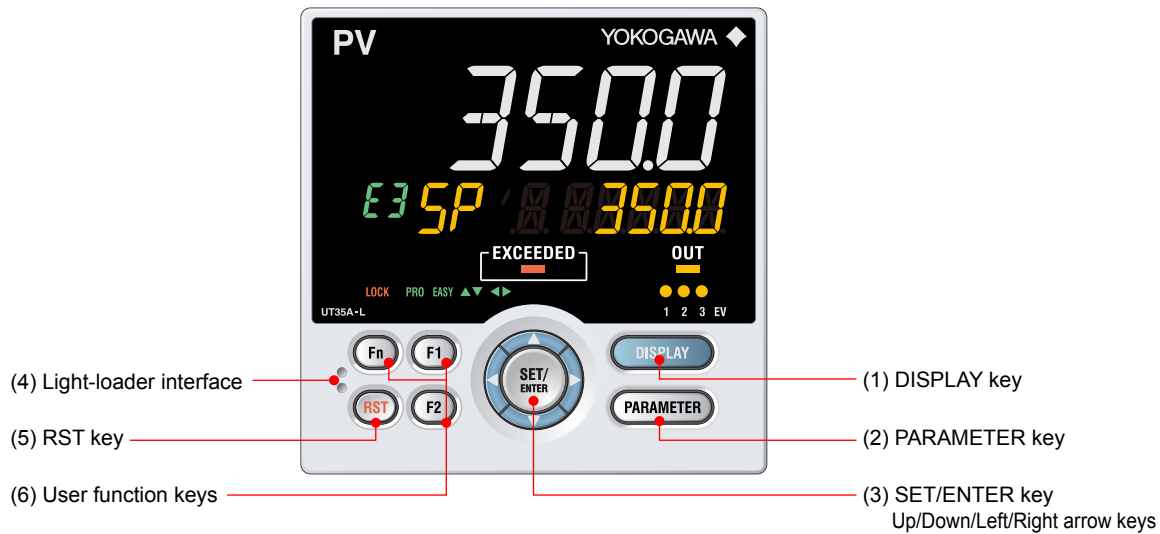 PV
YOKOGAWA
350.0
E3 SP 350.0
EXCEEDED OUT
LOCK PRO EASY
1 2 3 EV
UT35A-L
Fn F1 DISPLAY
SET/
ENTER
RST F2 PARAMETER
(4) Light-loader interface
(5) RST key
(6) User function keys
(1) DISPLAY key
(2) PARAMETER key
(3) SET/ENTER key
Up/Down/Left/Right arrow keys